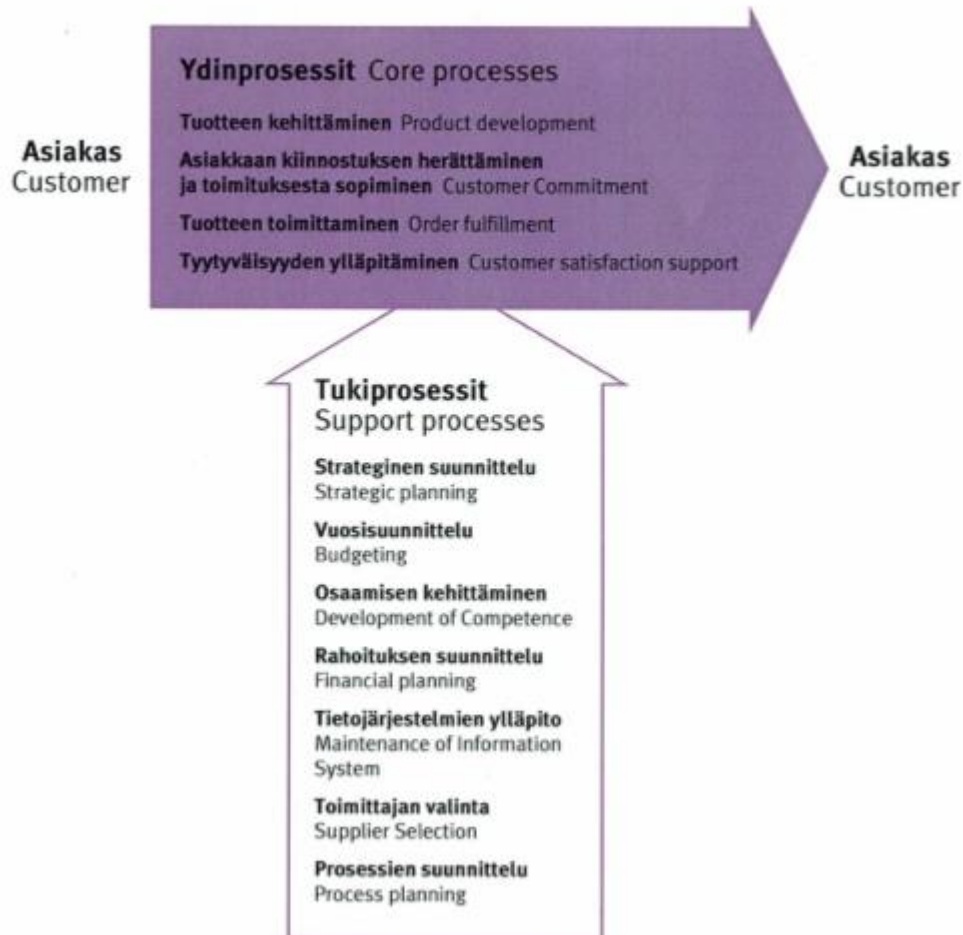 Ydinprosessit Core processes
Tuotteen kehittäminen Product development
Asiakas
Customer
Asiakkaan kiinnostuksen herättäminen
ja toimituksesta sopiminen Customer Commitment
Tuotteen toimittaminen Order fulfillment
Tyytyväisyyden ylläpitäminen Customer satisfaction support
Asiakas
Customer
Tukiprosessit
Support processes
Strateginen suunnittelu
Strategic planning
Vuosisuunnittelu
Budgeting
Osaamisen kehittäminen
Development of Competence
Rahoituksen suunnittelu
Financial planning
Tietojärjestelmien ylläpito
Maintenance of Information
System
Toimittajan valinta
Supplier Selection
Prosessien suunnittelu
Process planning